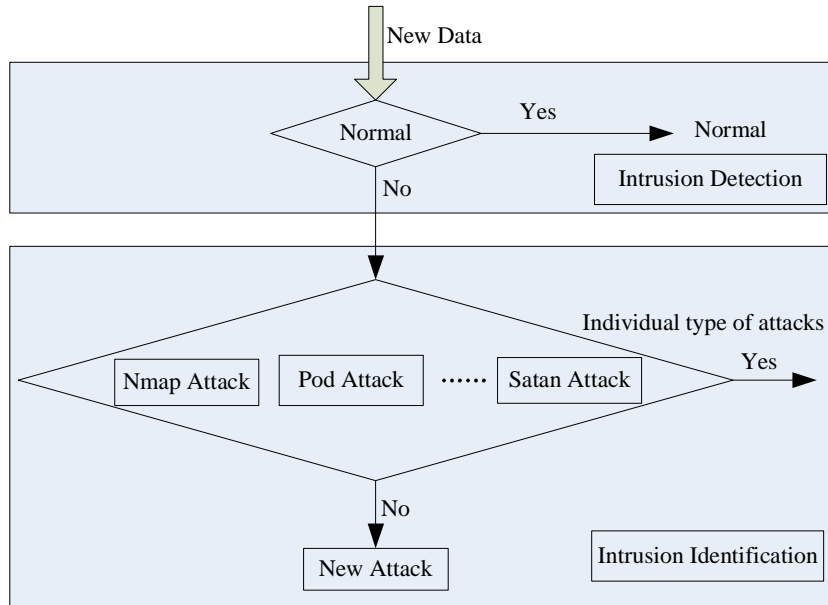 New Data
Normal
Yes
Normal
Intrusion Detection
No
Individual type of attacks
Nmap Attack
Pod Attack
......
Satan Attack
Yes
No
New Attack
Intrusion Identification